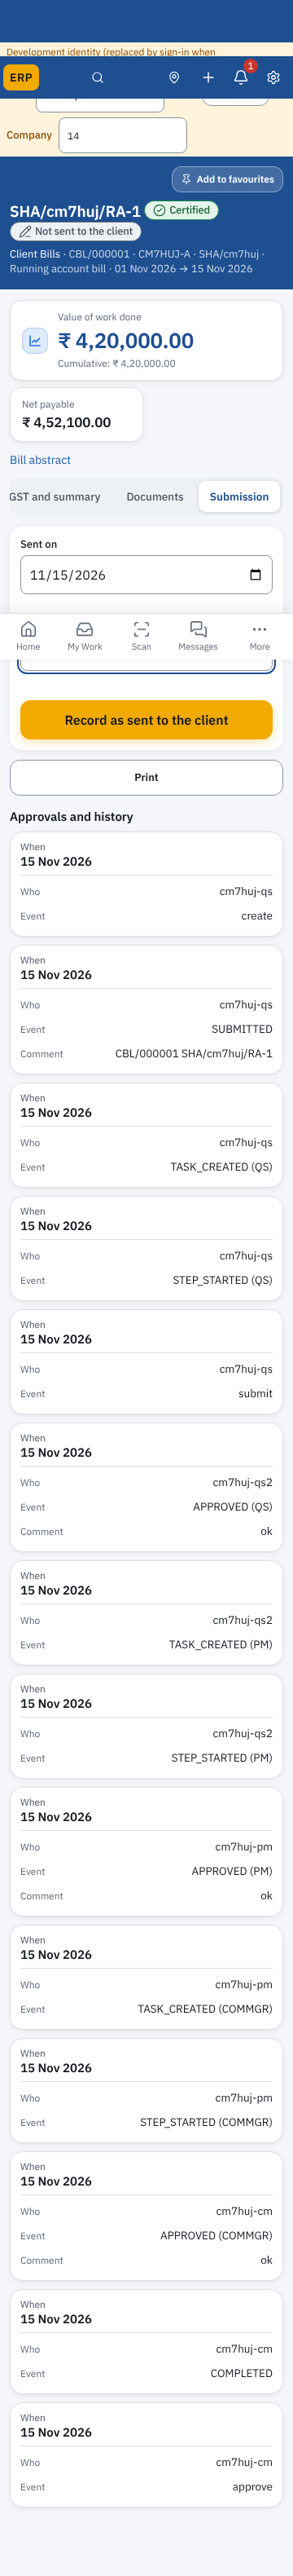 Development identity (replaced by sign-in when
ERP
1
Company
14
Add to favourites
SHA/cm7huj/RA-1
Certified
Not sent to the client
Client Bills · CBL/000001 · CM7HUJ-A · SHA/cm7huj ·
Running account bill · 01 Nov 2026 → 15 Nov 2026
Value of work done
₹ 4,20,000.00
Cumulative: ₹ 4,20,000.00
Net payable
₹ 4,52,100.00
Bill abstract
GST and summary
Documents
Submission
Sent on
11/15/2026
Home
My Work
Scan
Messages
More
Record as sent to the client
Print
Approvals and history
When
15 Nov 2026
Who cm7huj-qs
Event create
When
15 Nov 2026
Who cm7huj-qs
Event SUBMITTED
Comment CBL/000001 SHA/cm7huj/RA-1
When
15 Nov 2026
Who cm7huj-qs
Event TASK_CREATED (QS)
When
15 Nov 2026
Who cm7huj-qs
Event STEP_STARTED (QS)
When
15 Nov 2026
Who cm7huj-qs
Event submit
When
15 Nov 2026
Who cm7huj-qs2
Event APPROVED (QS)
Comment ok
When
15 Nov 2026
Who cm7huj-qs2
Event TASK_CREATED (PM)
When
15 Nov 2026
Who cm7huj-qs2
Event STEP_STARTED (PM)
When
15 Nov 2026
Who cm7huj-pm
Event APPROVED (PM)
Comment ok
When
15 Nov 2026
Who cm7huj-pm
Event TASK_CREATED (COMMGR)
When
15 Nov 2026
Who cm7huj-pm
Event STEP_STARTED (COMMGR)
When
15 Nov 2026
Who cm7huj-cm
Event APPROVED (COMMGR)
Comment ok
When
15 Nov 2026
Who cm7huj-cm
Event COMPLETED
When
15 Nov 2026
Who cm7huj-cm
Event approve